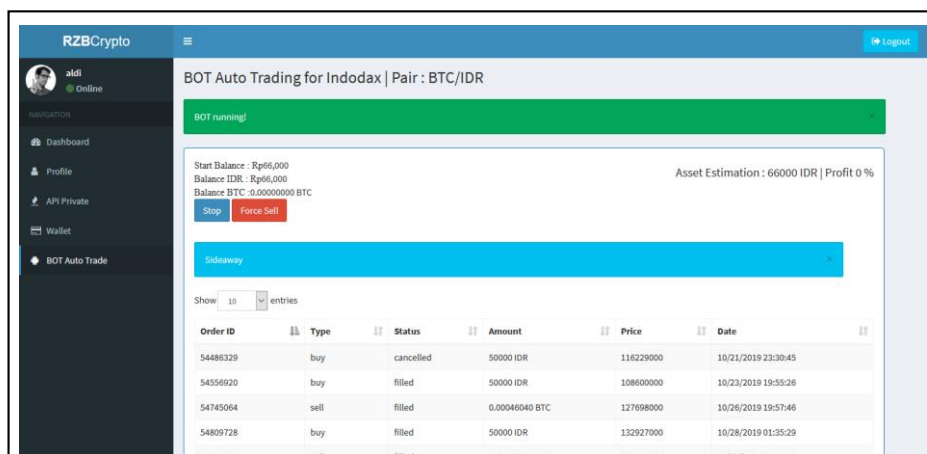 RZBCrypto
Logout
aldi
Online
NAVIGATION
Dashboard
Profile
API Private
Wallet
BOT Auto Trade
BOT Auto Trading for Indodax | Pair : BTC/IDR
BOT running!
Start Balance : Rp66,000
Balance IDR : Rp66,000
Balance BTC :0.00000000 BTC
Asset Estimation : 66000 IDR | Profit 0 %
Stop Force Sell
Sideaway
Show 10 entries
Order ID Type Status Amount Price Date
54486329 buy cancelled 50000 IDR 116229000 10/21/2019 23:30:45
54556920 buy filled 50000 IDR 108600000 10/23/2019 19:55:26
54745064 sell filled 0.00046040 BTC 127698000 10/26/2019 19:57:46
54809728 buy filled 50000 IDR 132927000 10/28/2019 01:35:29